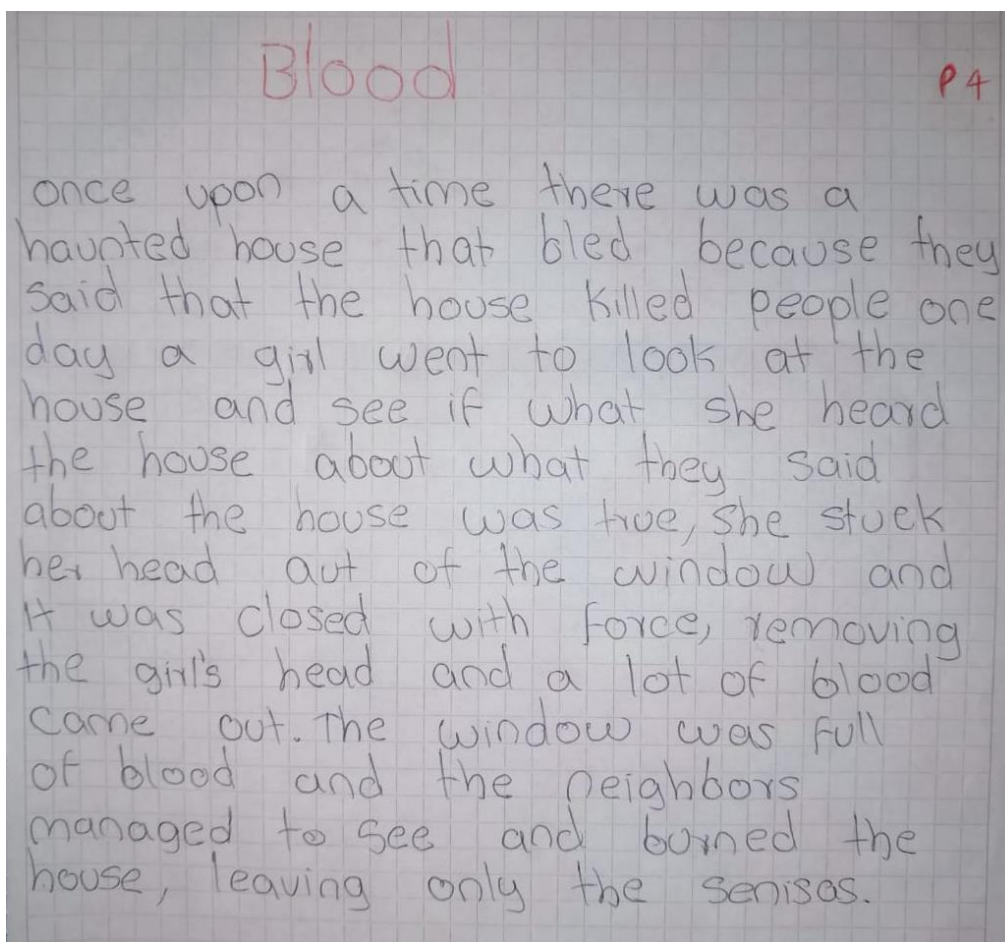 Blood
P4
once upon a time there was a
haunted house that bled because they
said that the house killed people one
day a girl went to look at the
house and see if what she heard
the house about what they said
about the house was true, she stuck
her head aut of the window and
It was closed with force, removing
the girl's head and a lot of blood
came out. The window was full
of blood and the neighbors
managed to see and burned the
house, leaving only the senisas.